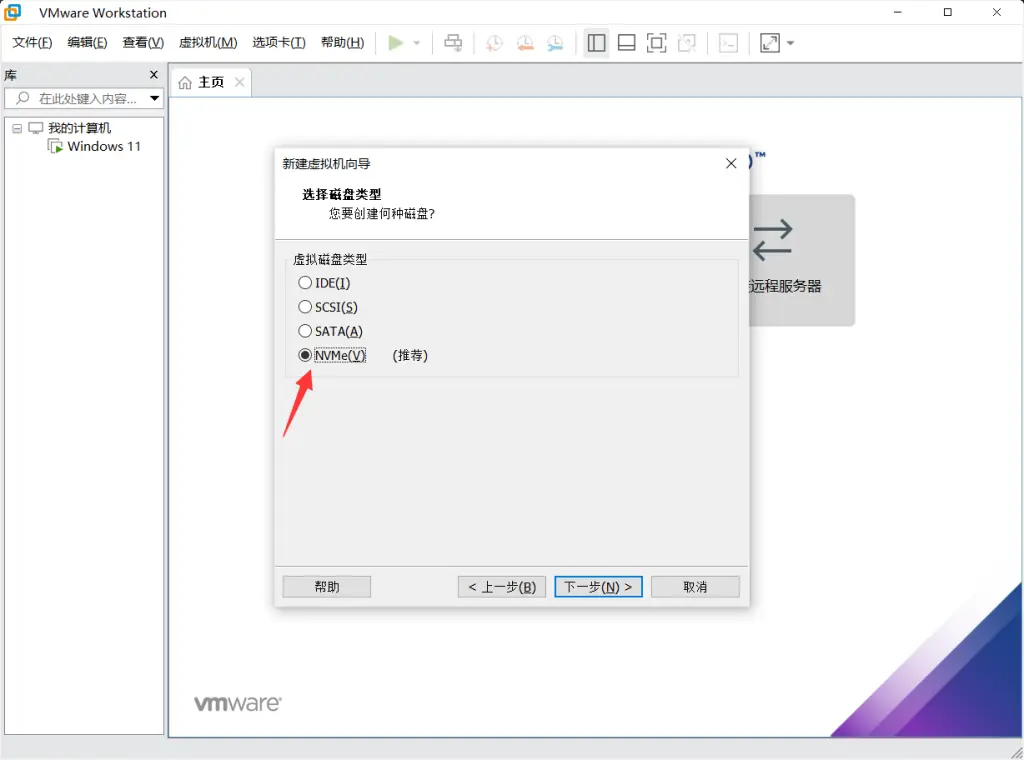 VMware Workstation
文件(F) 编辑(E) 查看(V) 虚拟机(M) 选项卡(T) 帮助(H)
库
在此处键入内容...
我的计算机
Windows 11
主页
™
远程服务器
新建虚拟机向导
选择磁盘类型
您要创建何种磁盘?
虚拟磁盘类型
IDE(I)
SCSI(S)
SATA(A)
NVMe(V) (推荐)
帮助 < 上一步(B) 下一步(N) > 取消
vmware®